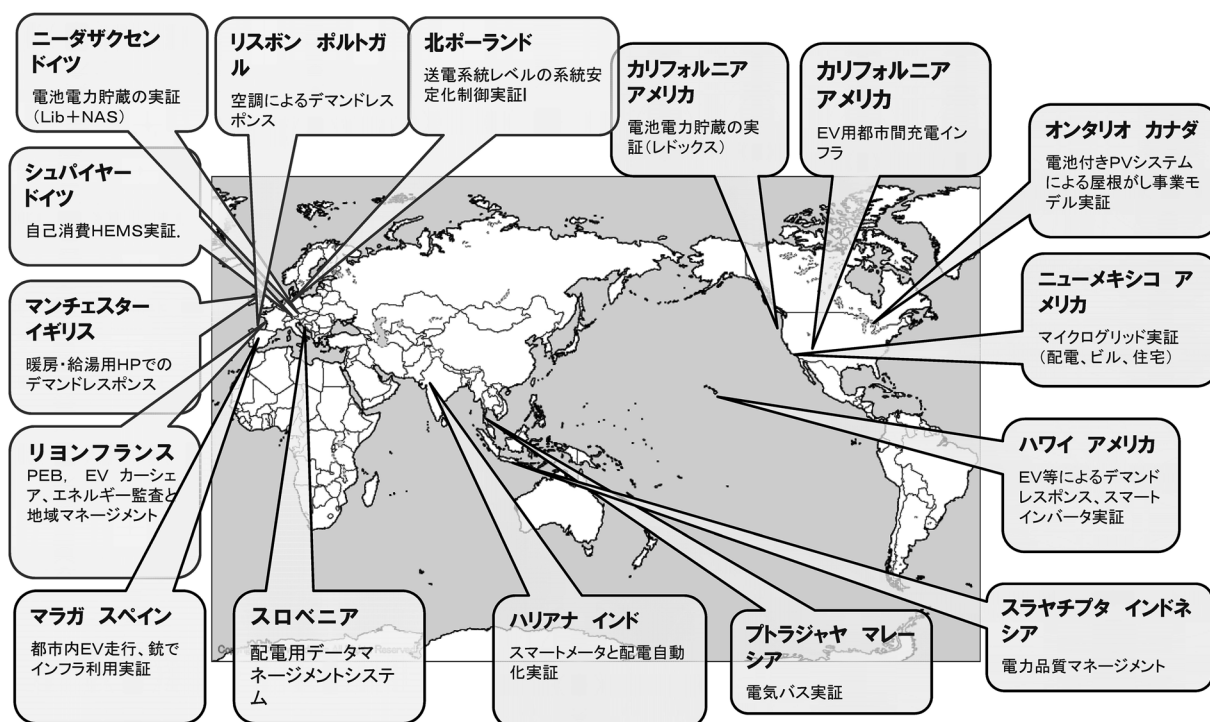 ニーダザクセン
ドイツ
電池電力貯蔵の実証
(Lib+NAS)
リスボン ポルトガ
ル
空調によるデマンドレス
ポンス
北ポーランド
送電系統レベルの系統安
定化制御実証I
カリフォルニア
アメリカ
電池電力貯蔵の実
証(レドックス)
カリフォルニア
アメリカ
EV用都市間充電イン
フラ
オンタリオ カナダ
電池付きPVシステム
による屋根がし事業モ
デル実証
シュパイヤー
ドイツ
自己消費HEMS実証.
マンチェスター
イギリス
暖房・給湯用HPでの
デマンドレスポンス
ニューメキシコ ア
メリカ
マイクログリッド実証
(配電、ビル、住宅)
リヨンフランス
PEB, EV カーシェ
ア、エネルギー監査と
地域マネージメント
ハワイ アメリカ
EV等によるデマンド
レスポンス、スマート
インバータ実証
マラガ スペイン
都市内EV走行、銃で
インフラ利用実証
スロベニア
配電用データマ
ネージメントシステ
ム
ハリアナ インド
スマートメータと配電自動
化実証
プトラジャヤ マレー
シア
電気バス実証
スラヤチプタ インドネ
シア
電力品質マネージメント